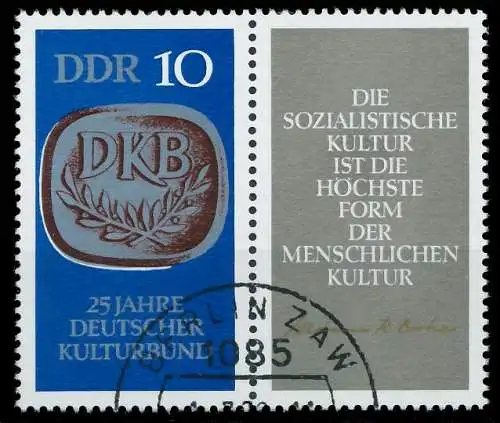 DDR 10
DKB
25 JAHRE
DEUTSCHER
KULTURBUND
DIE
SOZIALISTISCHE
KULTUR
IST DIE
HÖCHSTE
FORM
DER
MENSCHLICHEN
KULTUR
BERLIN ZAW
1085